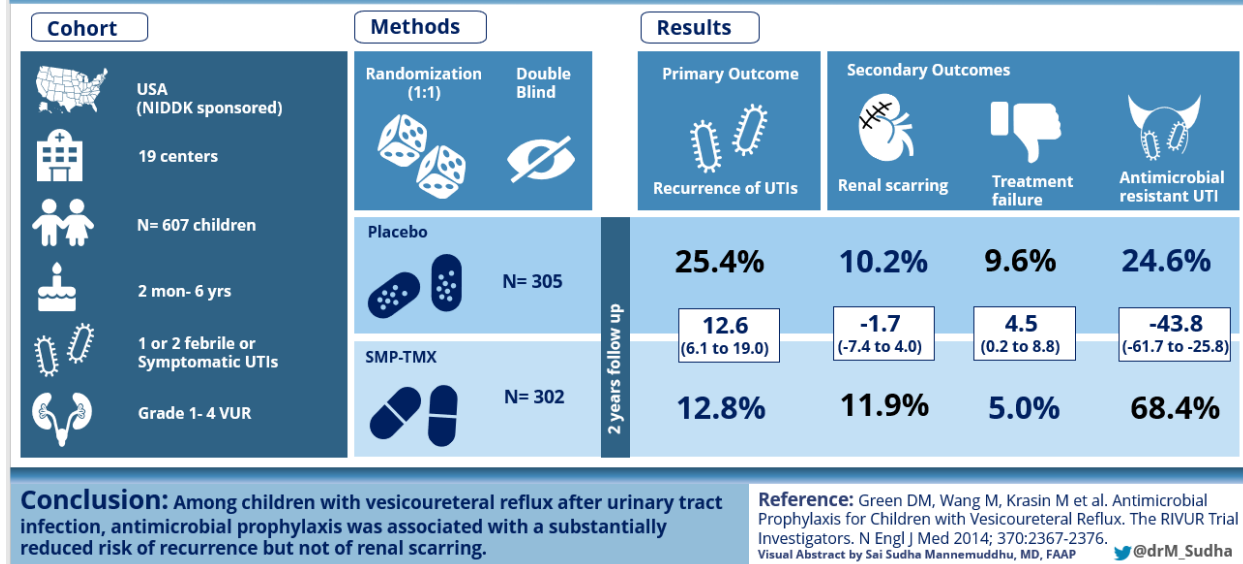 Cohort
Methods
Results
USA
(NIDDK sponsored)
19 centers
N= 607 children
2 mon- 6 yrs
1 or 2 febrile or
Symptomatic UTIs
Grade 1- 4 VUR
Randomization
(1:1)
Double
Blind
Primary Outcome
Recurrence of UTIs
Secondary Outcomes
Renal scarring
Treatment
failure
Antimicrobial
resistant UTI
Placebo
N= 305
2 years follow up
25.4%
10.2%
9.6%
24.6%
12.6
(6.1 to 19.0)
-1.7
(-7.4 to 4.0)
4.5
(0.2 to 8.8)
-43.8
(-61.7 to -25.8)
SMP-TMX
N= 302
12.8%
11.9%
5.0%
68.4%
Conclusion: Among children with vesicoureteral reflux after urinary tract
infection, antimicrobial prophylaxis was associated with a substantially
reduced risk of recurrence but not of renal scarring.
Reference: Green DM, Wang M, Krasin M et al. Antimicrobial
Prophylaxis for Children with Vesicoureteral Reflux. The RIVUR Trial
Investigators. N Engl J Med 2014; 370:2367-2376.
Visual Abstract by Sai Sudha Mannemuddhu, MD, FAAP
@drM_Sudha